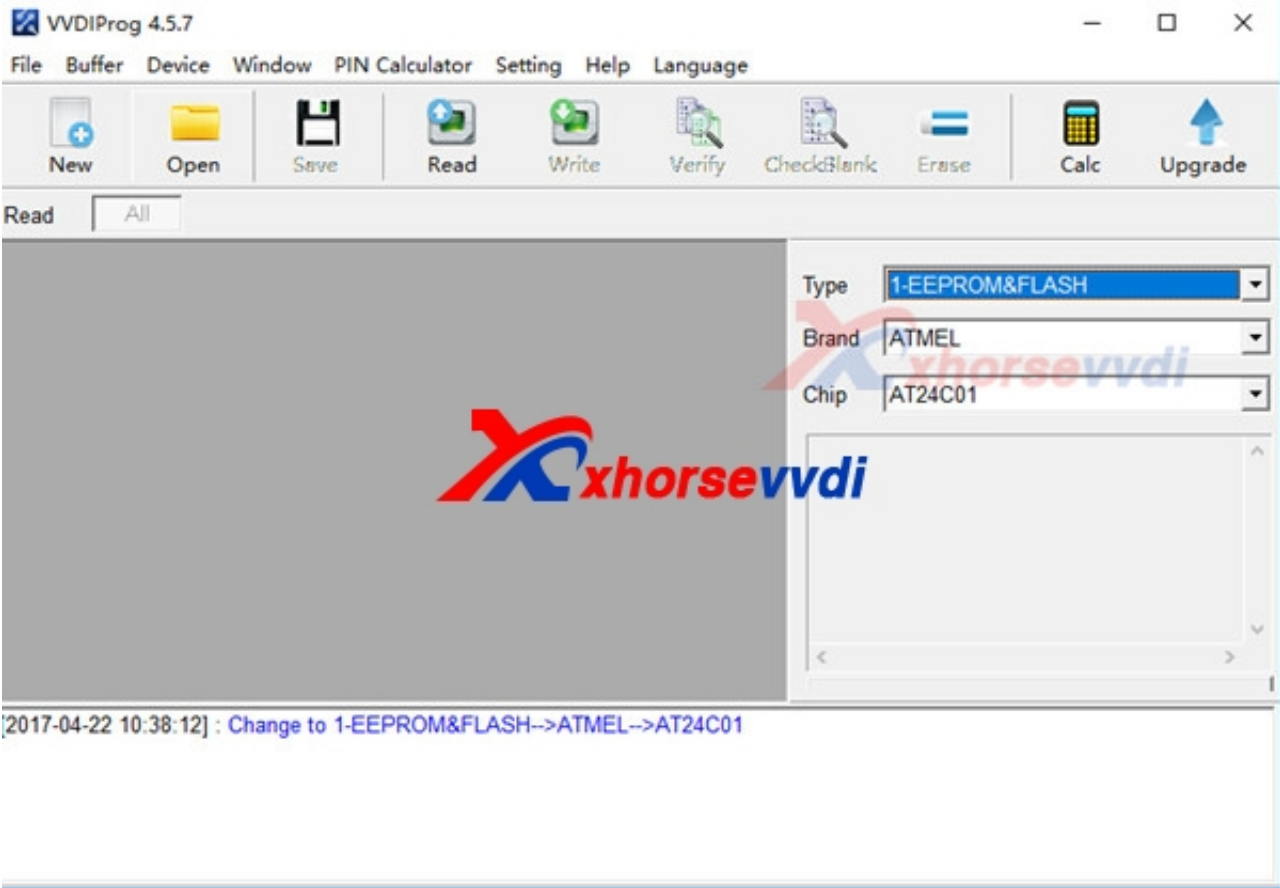 VVDIProg 4.5.7
File Buffer Device Window PIN Calculator Setting Help Language
New Open Save Read Write Verify CheckBlank Erase Calc Upgrade
Read All
Type 1-EEPROM&FLASH
Brand ATMEL
xhorsevvdi
Chip AT24C01
xhorsevvdi
[2017-04-22 10:38:12] : Change to 1-EEPROM&FLASH-->ATMEL-->AT24C01